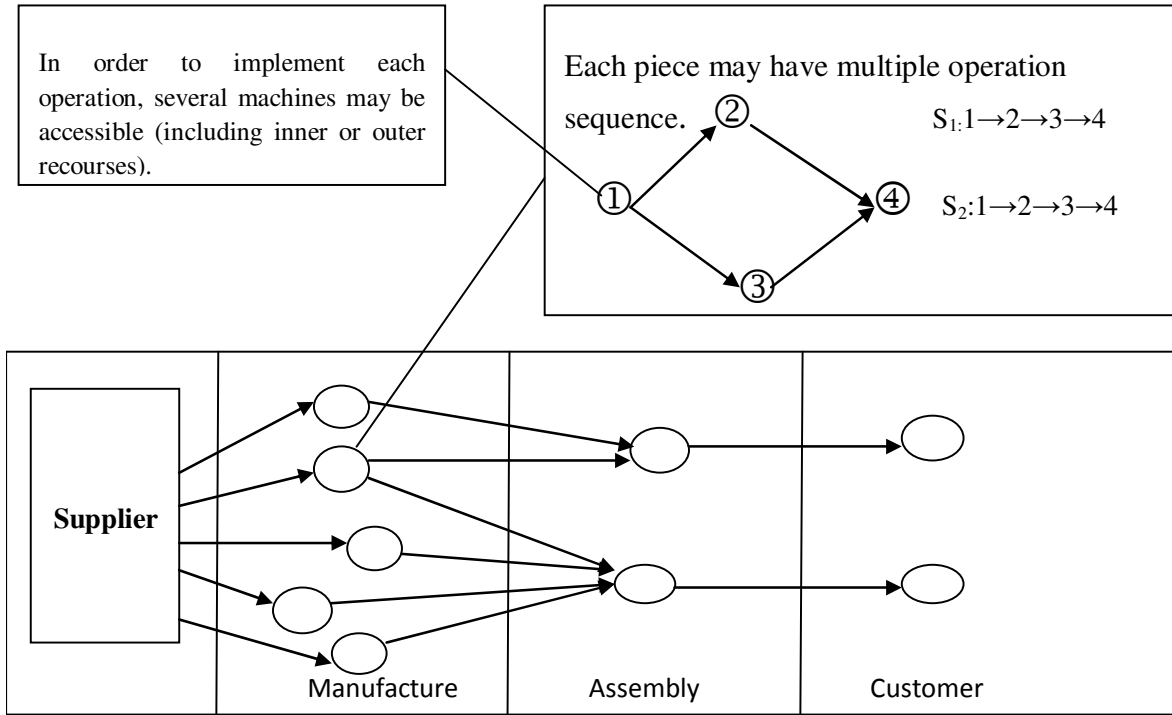 In order to implement each
operation, several machines may be
accessible (including inner or outer
recourses).
Each piece may have multiple operation
sequence.
②
S₁:1→2→3→4
①
④
S₂:1→2→3→4
③
Supplier
Manufacture
Assembly
Customer